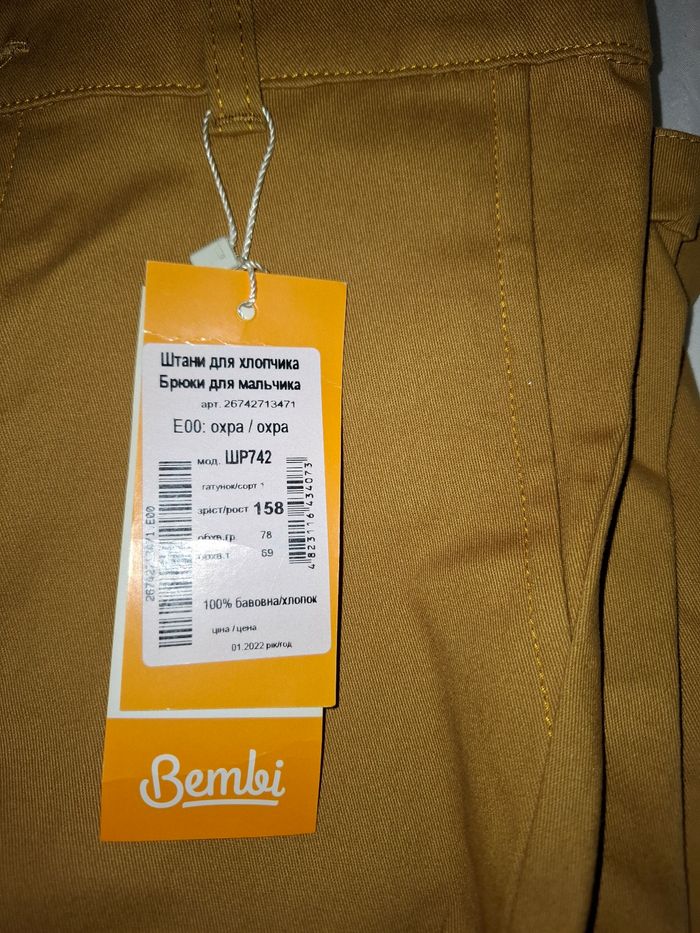 Штани для хлопчика
Брюки для мальчика
арт. 26742713471
E00: охра / охра
мод. ШР742
гатунок/сорт 1
зріст/рост 158
обхв.гр 78
обхв.т 69
100% бавовна/хлопок
ціна / цена
01.2022 рік/год
4823116434073
Bembi